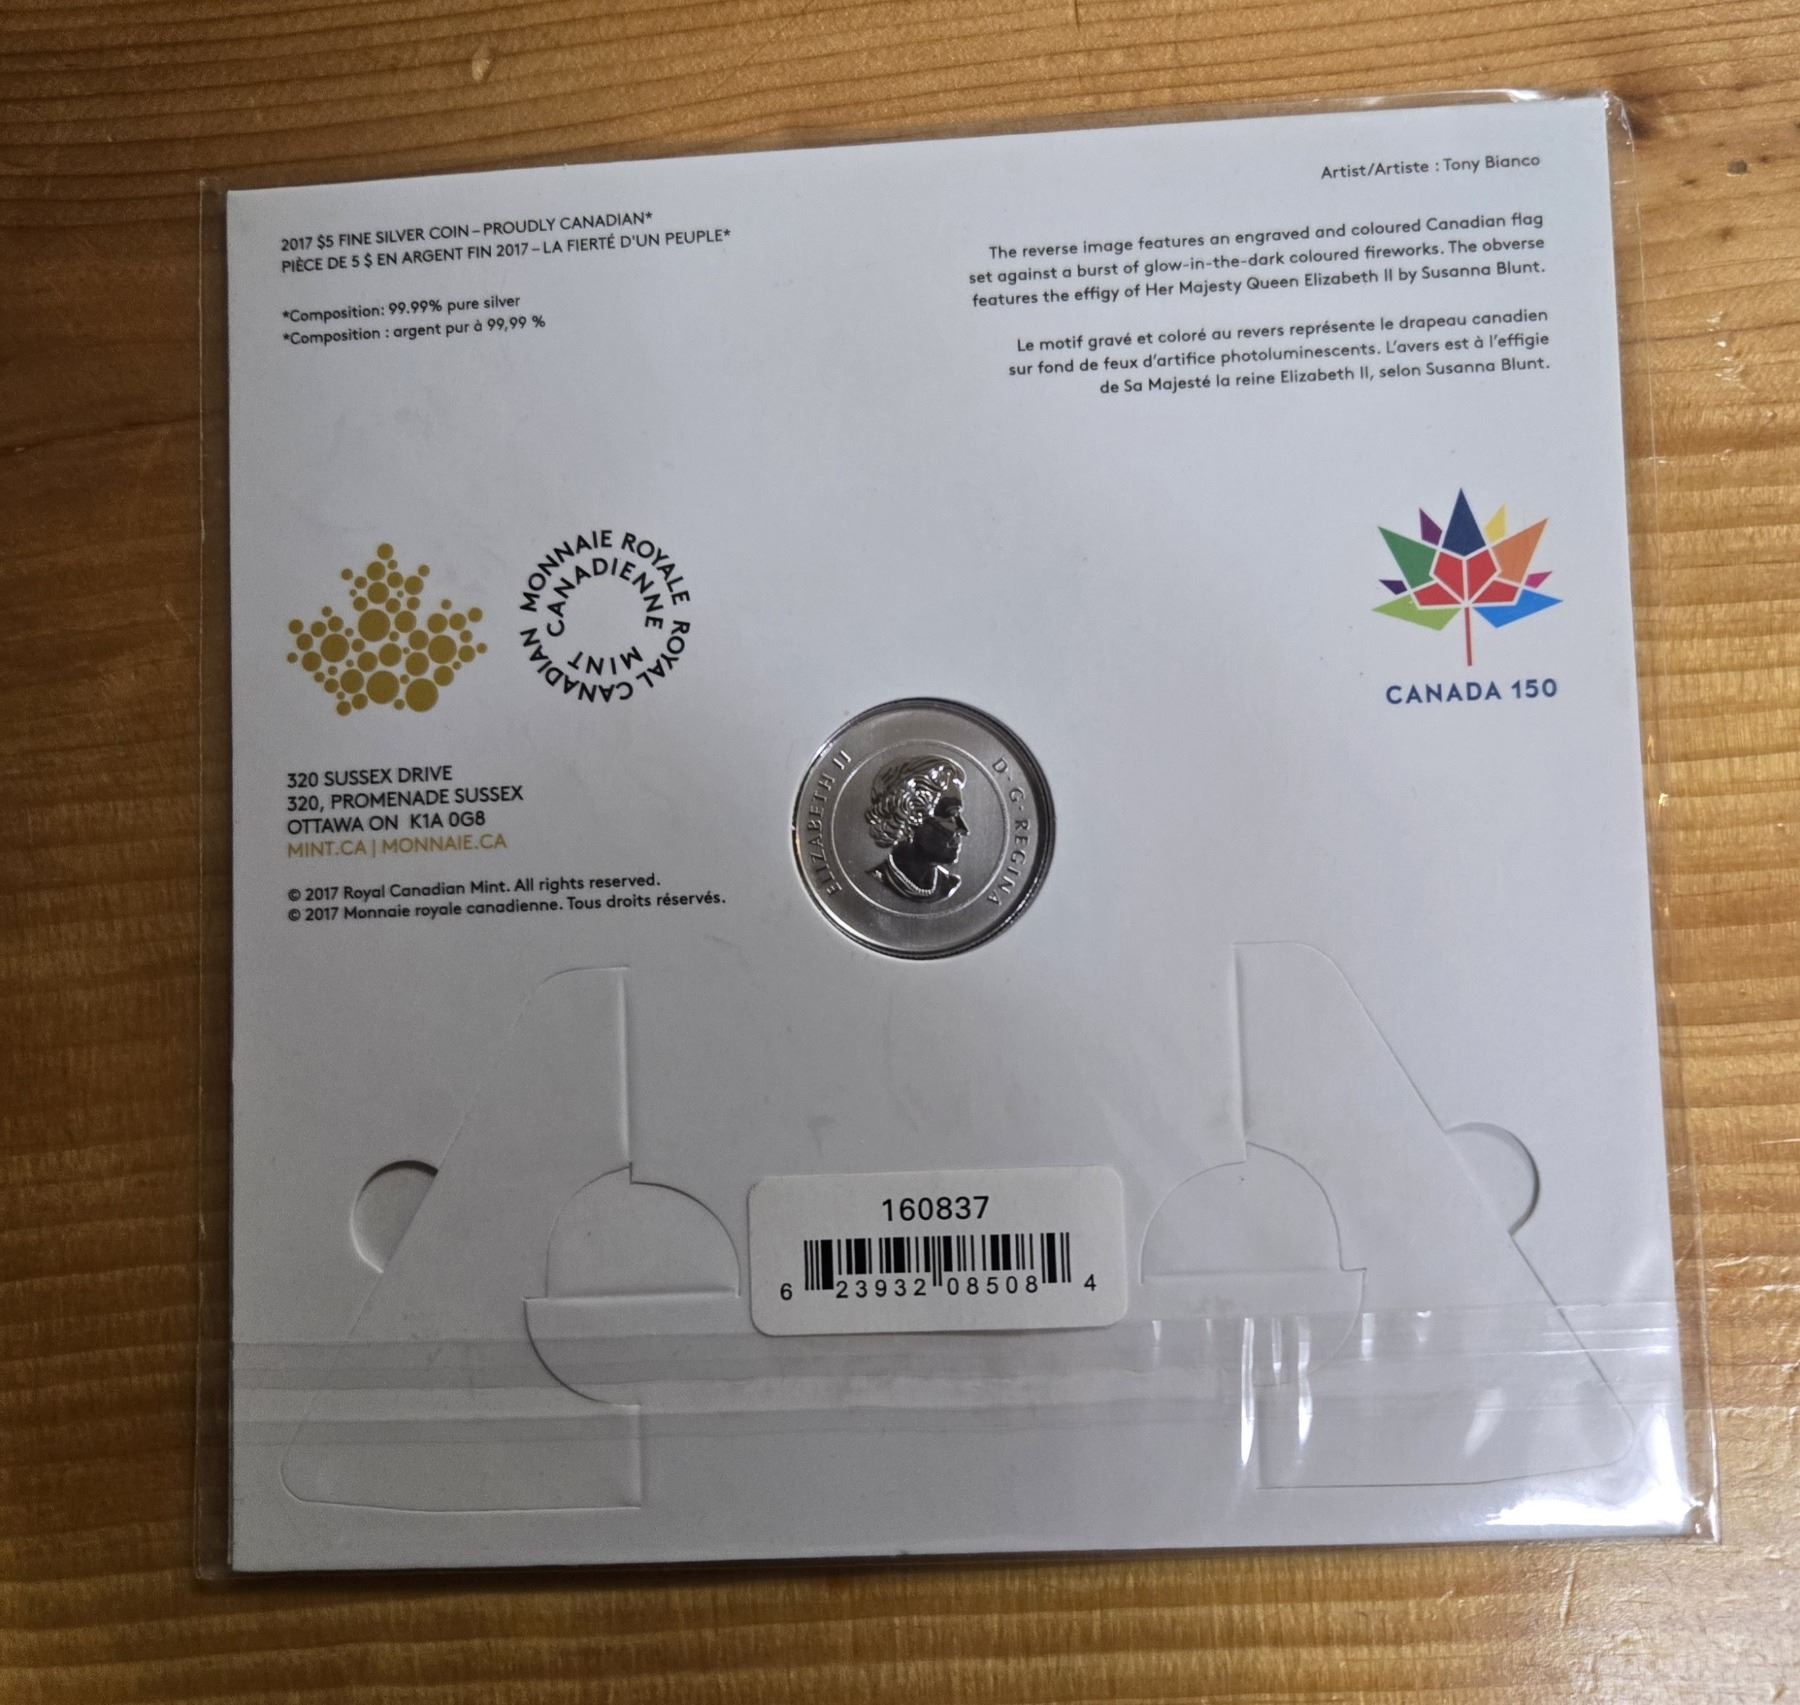 2017 $5 FINE SILVER COIN – PROUDLY CANADIAN*
PIÈCE DE 5 $ EN ARGENT FIN 2017 – LA FIERTÉ D'UN PEUPLE*
*Composition: 99.99% pure silver
*Composition : argent pur à 99,99 %
Artist/Artiste : Tony Bianco
The reverse image features an engraved and coloured Canadian flag
set against a burst of glow-in-the-dark coloured fireworks. The obverse
features the effigy of Her Majesty Queen Elizabeth II by Susanna Blunt.
Le motif gravé et coloré au revers représente le drapeau canadien
sur fond de feux d'artifice photoluminescents. L'avers est à l'effigie
de Sa Majesté la reine Elizabeth II, selon Susanna Blunt.
MONNAIE ROYALE
CANADIENNE
ROYAL CANADIAN
MINT
CANADA 150
320 SUSSEX DRIVE
320, PROMENADE SUSSEX
OTTAWA ON K1A 0G8
MINT.CA | MONNAIE.CA
© 2017 Royal Canadian Mint. All rights reserved.
© 2017 Monnaie royale canadienne. Tous droits réservés.
ELIZABETH II
D·G·REGINA
160837
6 23932 08508 4